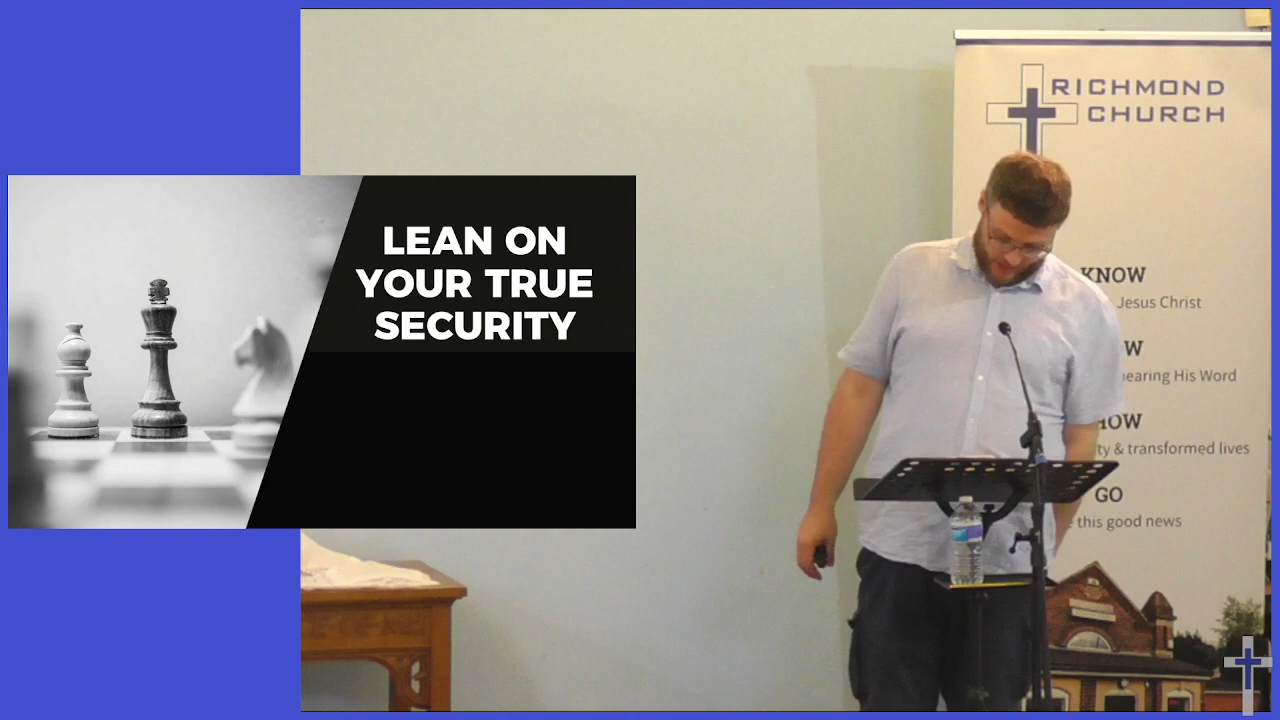 LEAN ON
YOUR TRUE
SECURITY
RICHMOND
CHURCH
KNOW
Jesus Christ
hearing His Word
& transformed lives
GO
this good news